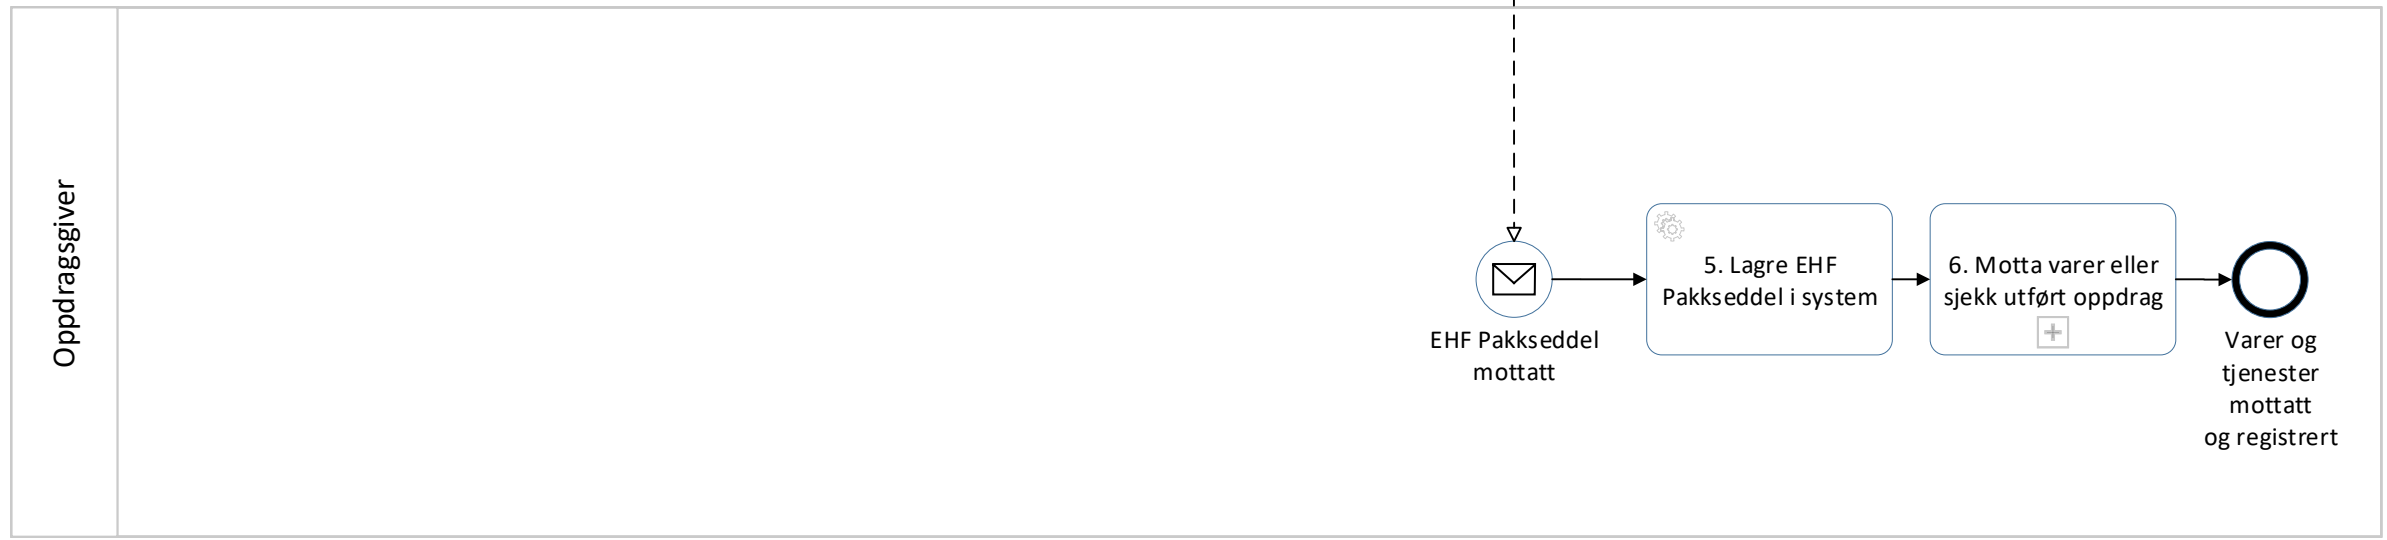 Oppdragsgiver
EHF Pakkseddel
mottatt
5. Lagre EHF
Pakkseddel i system
6. Motta varer eller
sjekk utført oppdrag
Varer og
tjenester
mottatt
og registrert